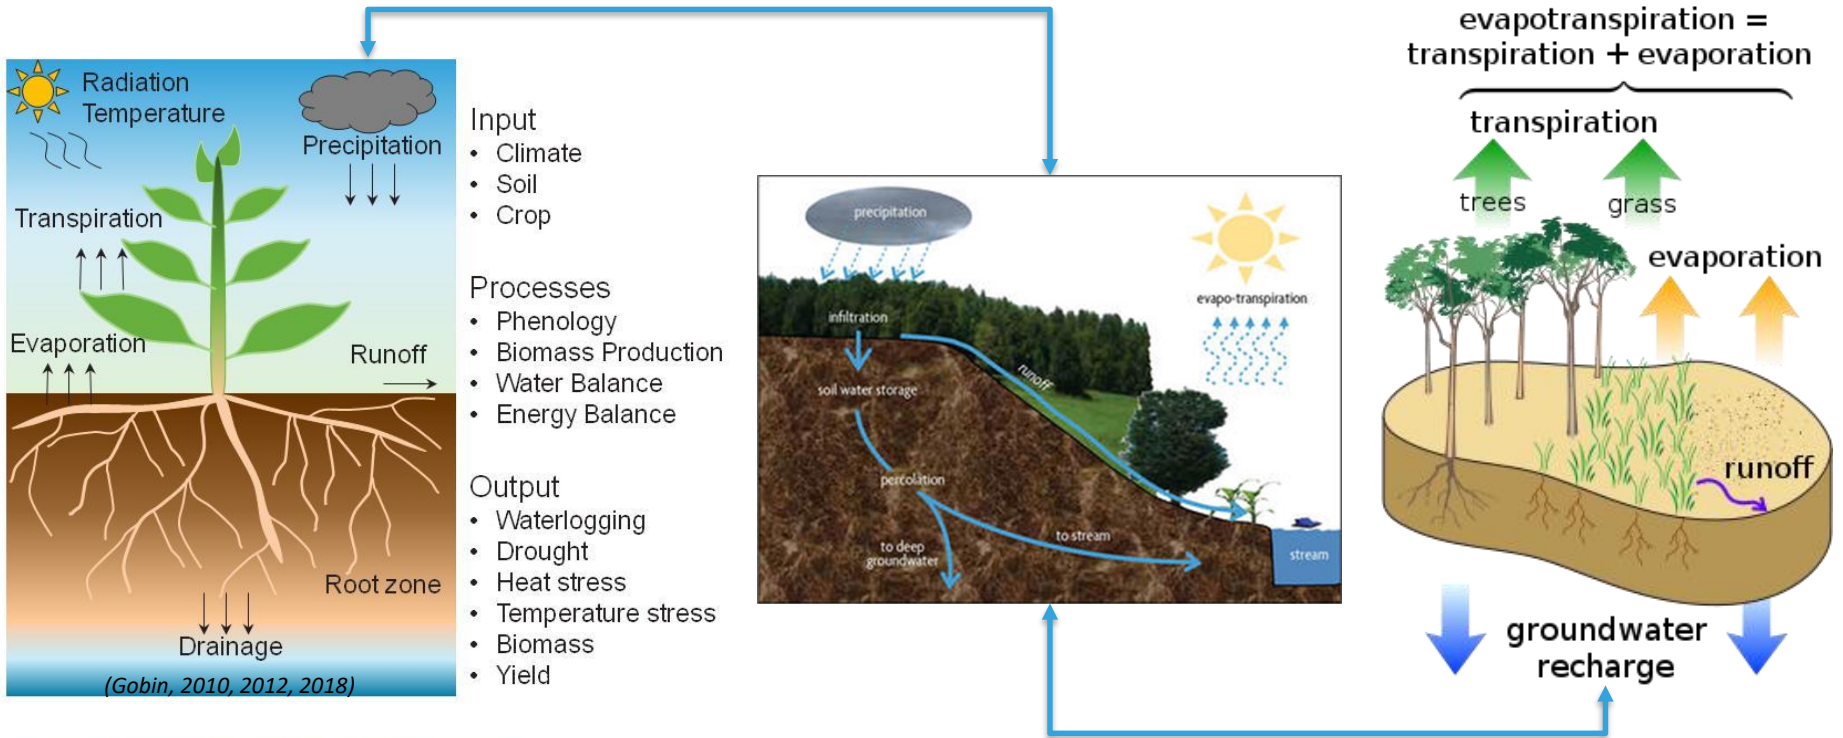 Radiation
Temperature
Precipitation
Transpiration
Evaporation
Runoff
Root zone
Drainage
(Gobin, 2010, 2012, 2018)
Input
• Climate
• Soil
• Crop
Processes
• Phenology
• Biomass Production
• Water Balance
• Energy Balance
Output
• Waterlogging
• Drought
• Heat stress
• Temperature stress
• Biomass
• Yield
precipitation
evapo-transpiration
infiltration
runoff
soil water storage
percolation
to deep
groundwater
to stream
stream
evapotranspiration =
transpiration + evaporation
transpiration
trees
grass
evaporation
runoff
groundwater
recharge